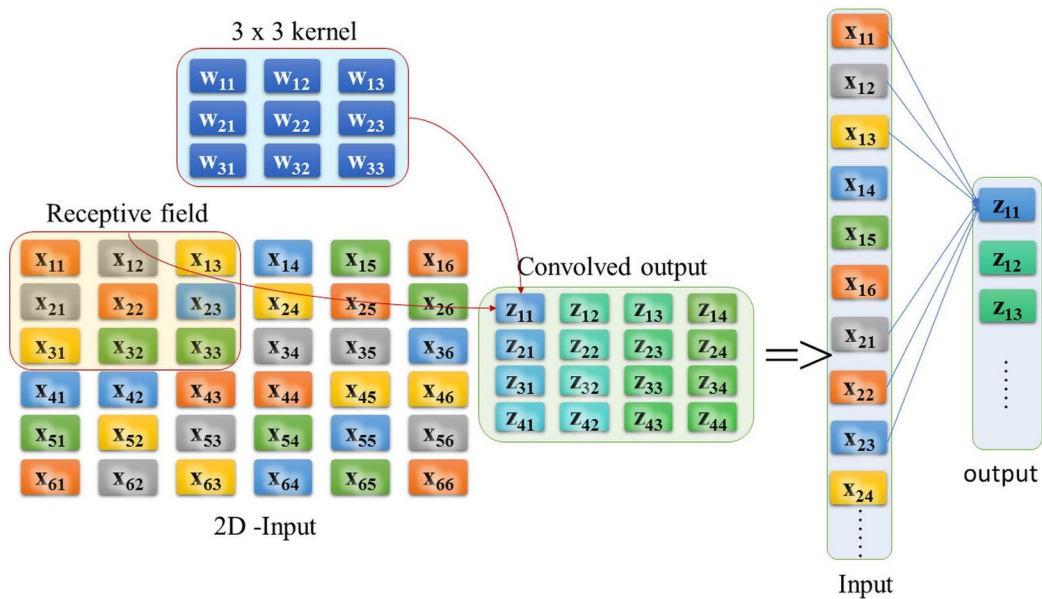 3 x 3 kernel
w11 w12 w13
w21 w22 w23
w31 w32 w33
Receptive field
x11 x12 x13 x14 x15 x16
x21 x22 x23 x24 x25 x26
x31 x32 x33 x34 x35 x36
x41 x42 x43 x44 x45 x46
x51 x52 x53 x54 x55 x56
x61 x62 x63 x64 x65 x66
2D -Input
Convolved output
z11 z12 z13 z14
z21 z22 z23 z24
z31 z32 z33 z34
z41 z42 z43 z44
x11
x12
x13
x14
x15
x16
x21
x22
x23
x24
Input
z11
z12
z13
output